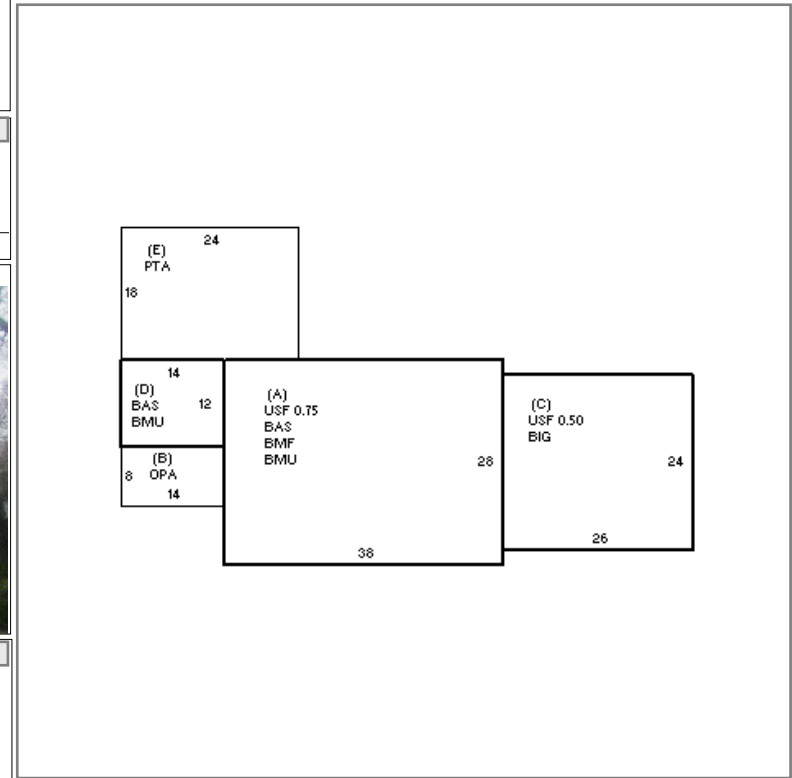 24
(E)
PTA
18
14
(D)
BAS
12
BMU
(B)
8
OPA
14
(A)
USF 0.75
BAS
BMF
BMU
28
38
(C)
USF 0.50
BIG
24
26